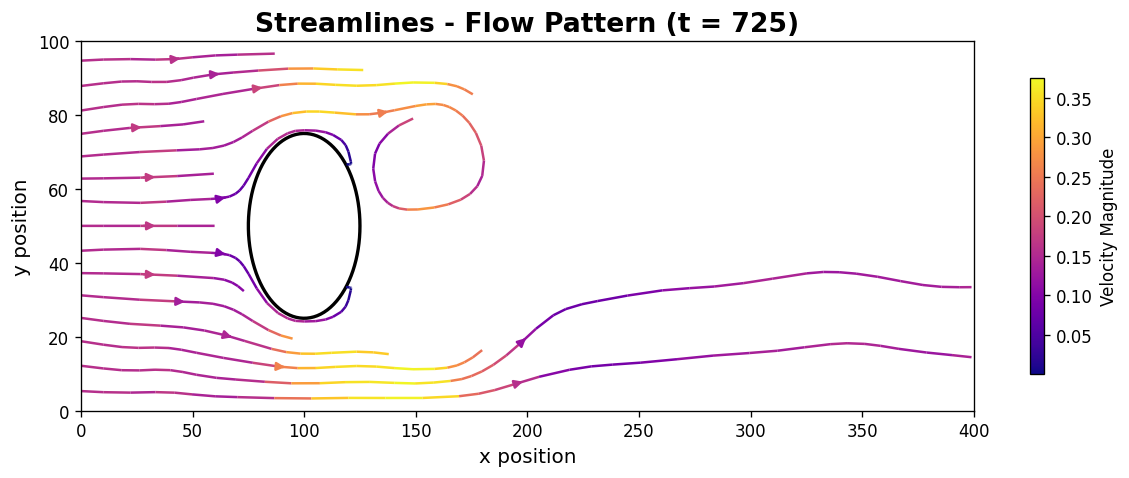 Streamlines - Flow Pattern (t = 725)
100
80
60
40
20
0
y position
0 50 100 150 200 250 300 350 400
x position
0.35
0.30
0.25
0.20
0.15
0.10
0.05
Velocity Magnitude